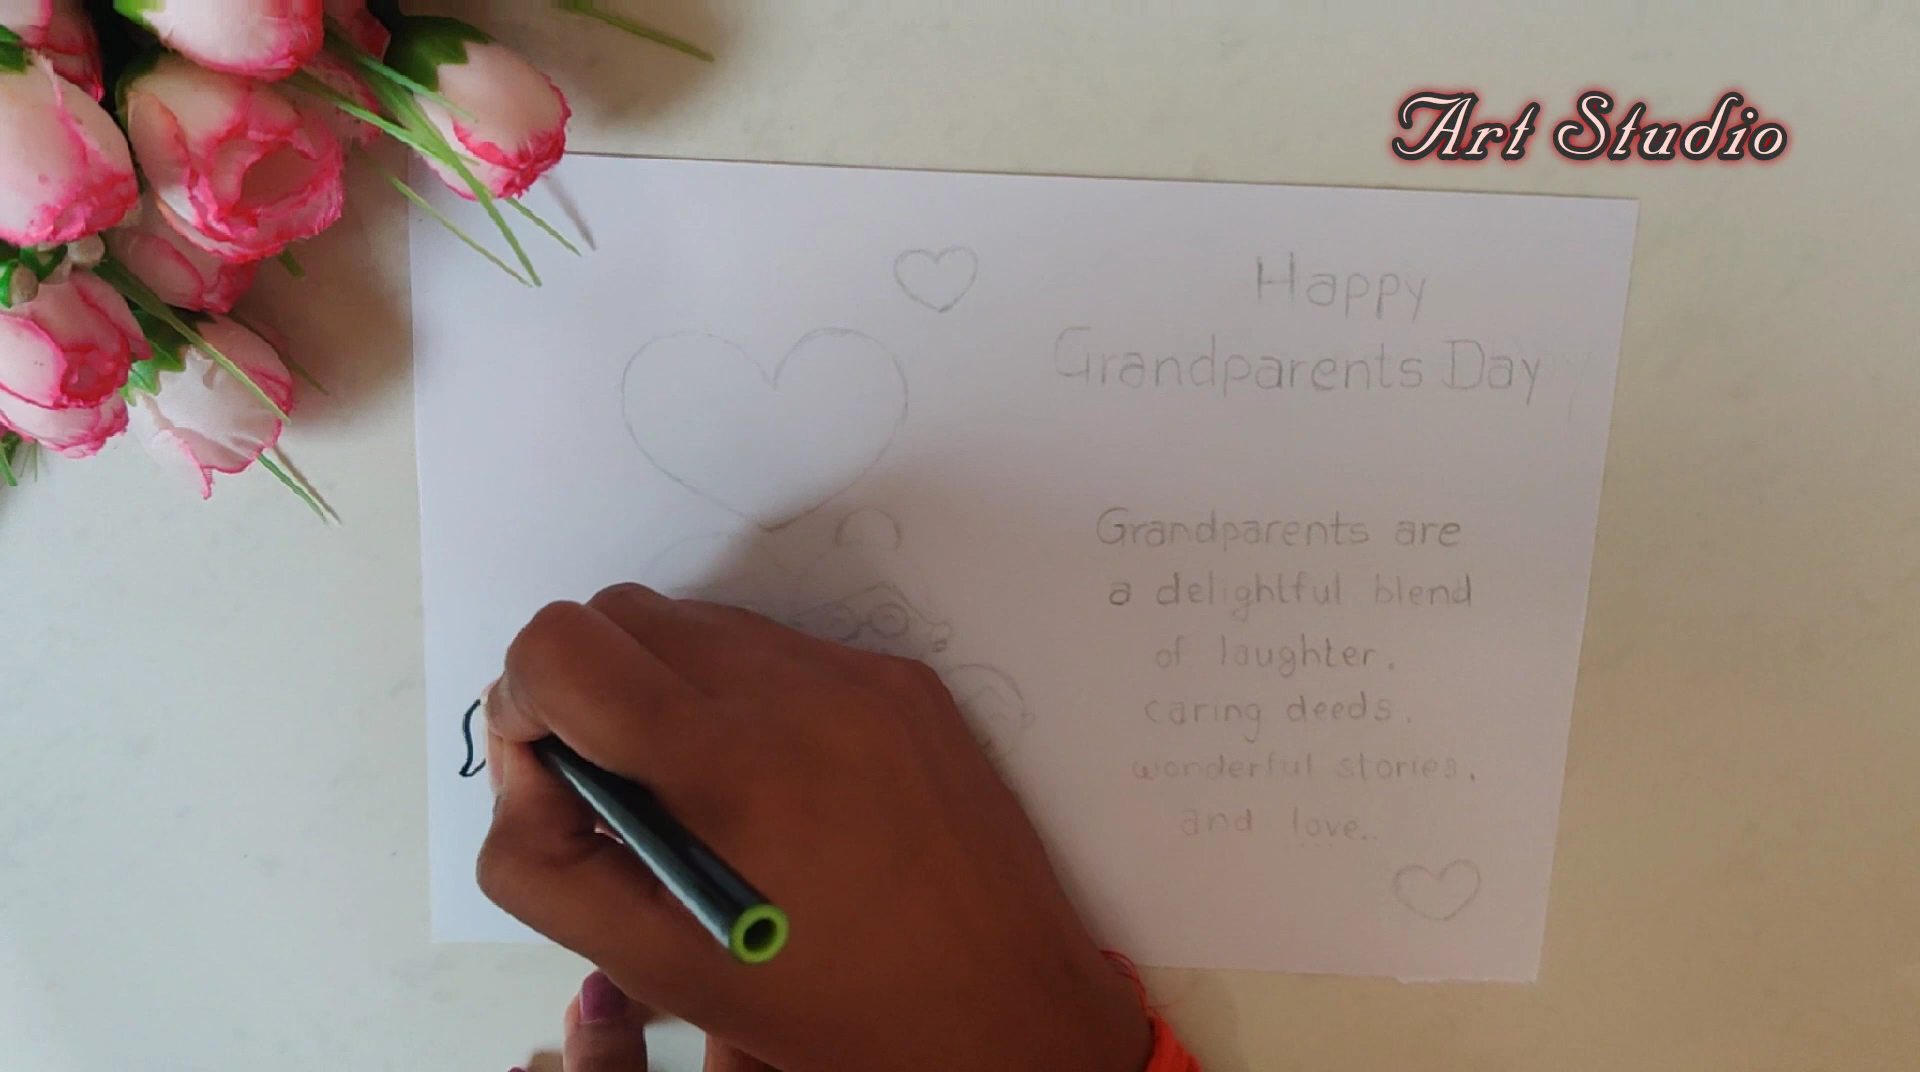 Art Studio
Happy
Grandparents Day
Grandparents are
a delightful blend
of laughter,
caring deeds,
wonderful stories,
and love..